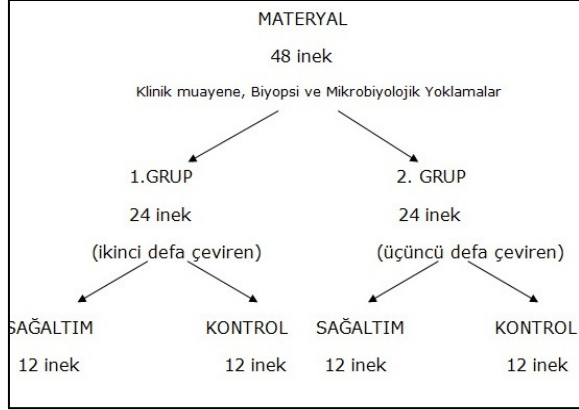 MATERYAL
48 inek
Klinik muayene, Biyopsi ve Mikrobiyolojik Yoklamalar
1.GRUP
2. GRUP
24 inek
24 inek
(ikinci defa çeviren)
(üçüncü defa çeviren)
SAĞALTIM
KONTROL
SAĞALTIM
KONTROL
12 inek
12 inek
12 inek
12 inek